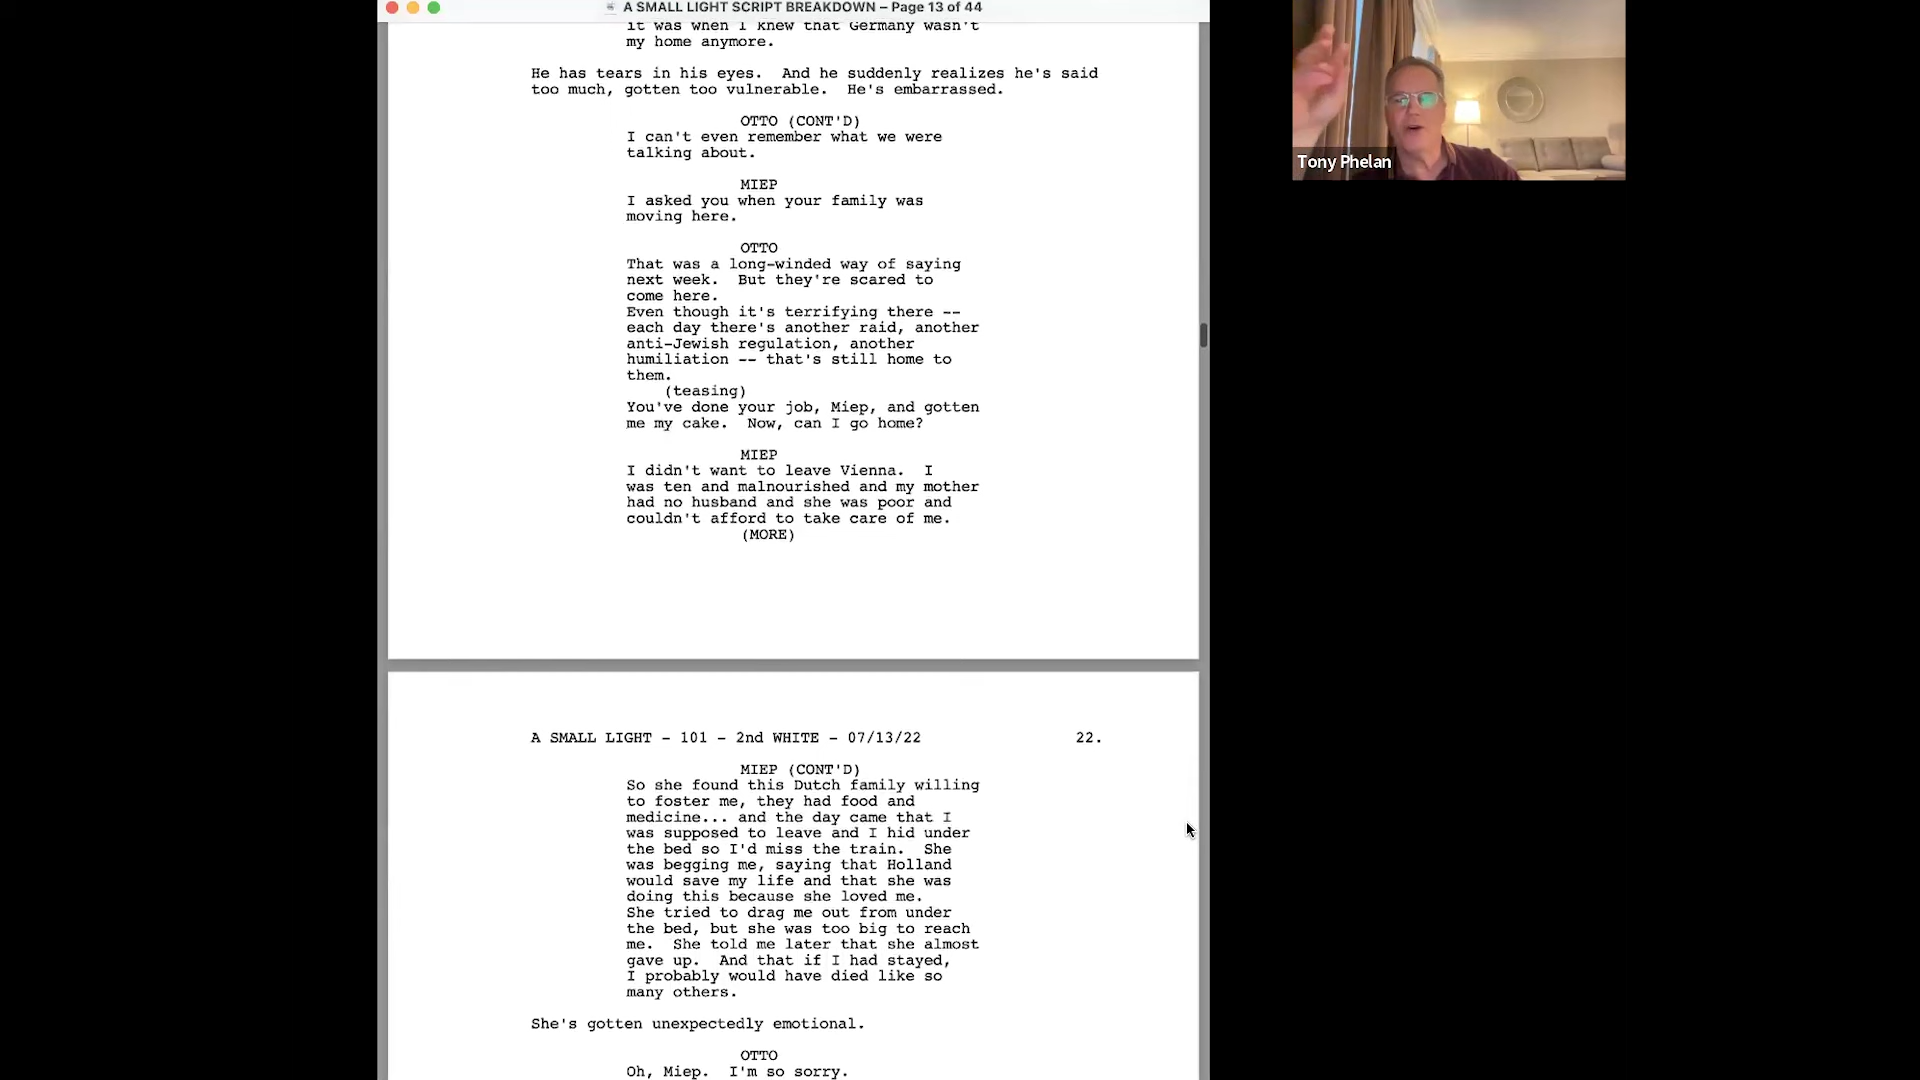 A SMALL LIGHT SCRIPT BREAKDOWN – Page 13 of 44
it was when I knew that Germany wasn't
my home anymore.
He has tears in his eyes. And he suddenly realizes he's said
too much, gotten too vulnerable. He's embarrassed.
OTTO (CONT'D)
I can't even remember what we were
talking about.
MIEP
I asked you when your family was
moving here.
OTTO
That was a long-winded way of saying
next week. But they're scared to
come here.
Even though it's terrifying there --
each day there's another raid, another
anti-Jewish regulation, another
humiliation -- that's still home to
them.
(teasing)
You've done your job, Miep, and gotten
me my cake. Now, can I go home?
MIEP
I didn't want to leave Vienna. I
was ten and malnourished and my mother
had no husband and she was poor and
couldn't afford to take care of me.
(MORE)
A SMALL LIGHT - 101 - 2nd WHITE - 07/13/22 22.
MIEP (CONT'D)
So she found this Dutch family willing
to foster me, they had food and
medicine... and the day came that I
was supposed to leave and I hid under
the bed so I'd miss the train. She
was begging me, saying that Holland
would save my life and that she was
doing this because she loved me.
She tried to drag me out from under
the bed, but she was too big to reach
me. She told me later that she almost
gave up. And that if I had stayed,
I probably would have died like so
many others.
She's gotten unexpectedly emotional.
OTTO
Oh, Miep. I'm so sorry.
Tony Phelan